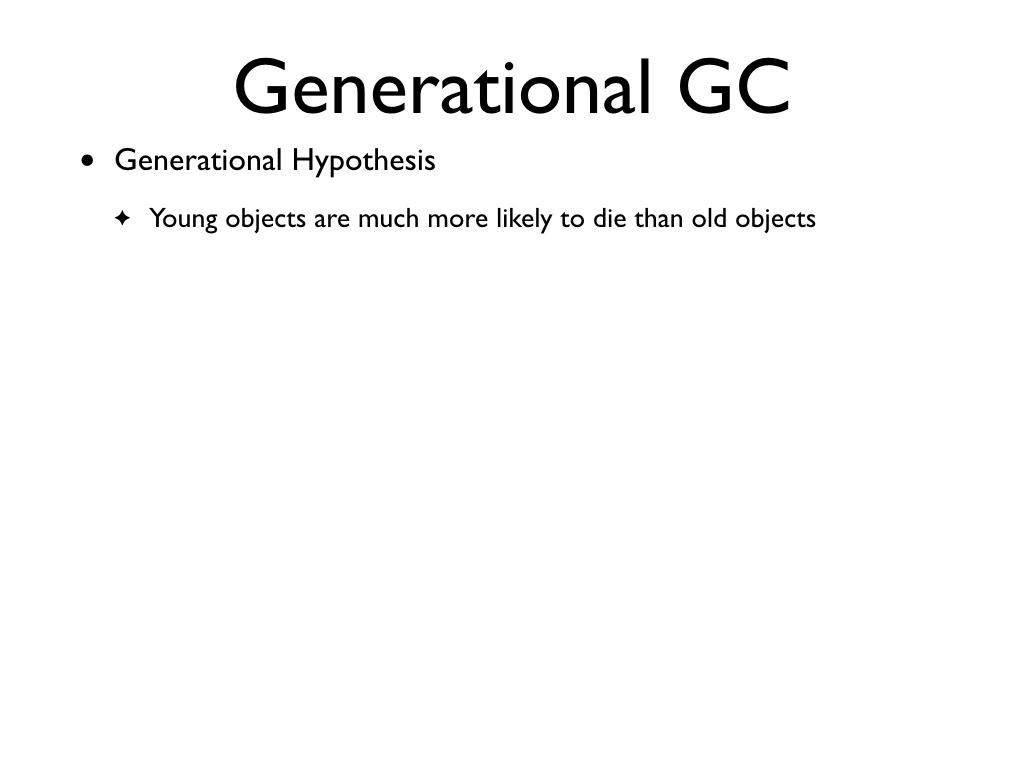 Generational GC
• Generational Hypothesis
✦ Young objects are much more likely to die than old objects